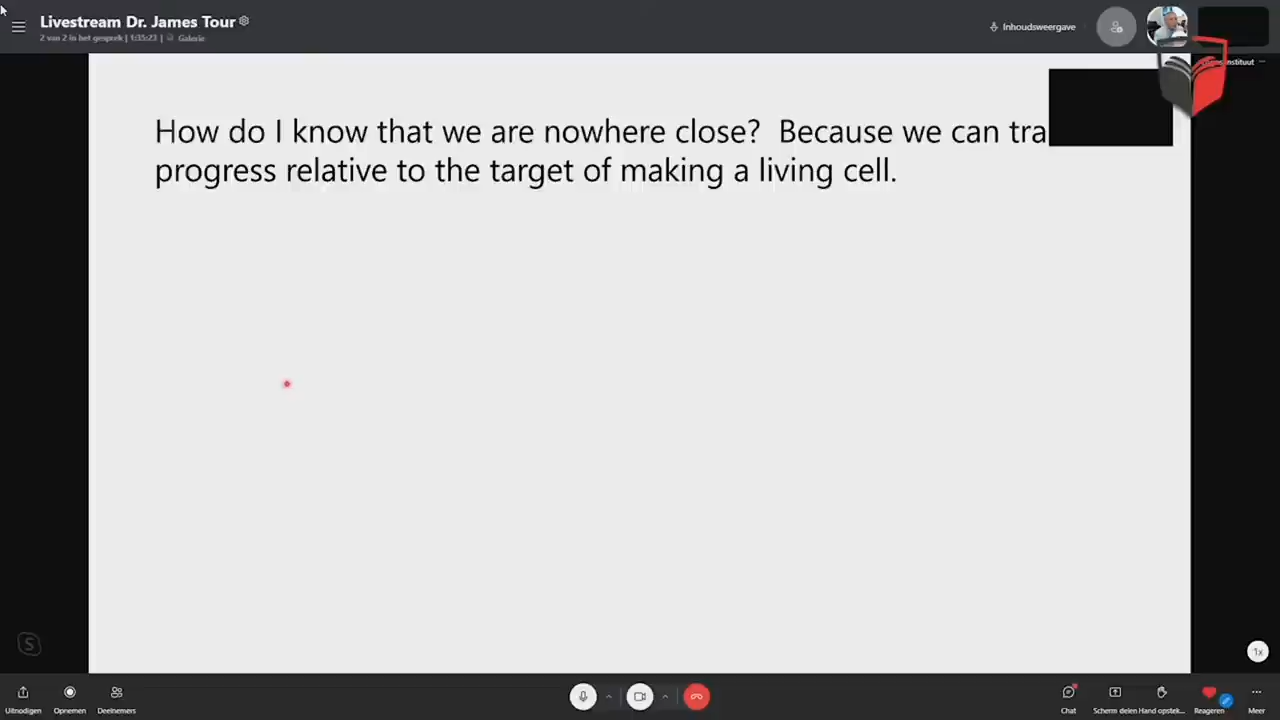 Livestream Dr. James Tour
2 van 2 in het gesprek | 1:35:23 | Galerie
Inhoudsweergave
How do I know that we are nowhere close? Because we can tra
progress relative to the target of making a living cell.
1x
Uitnodigen
Opnemen
Deelnemers
Chat
Scherm delen
Hand opstek...
Reageren
Meer